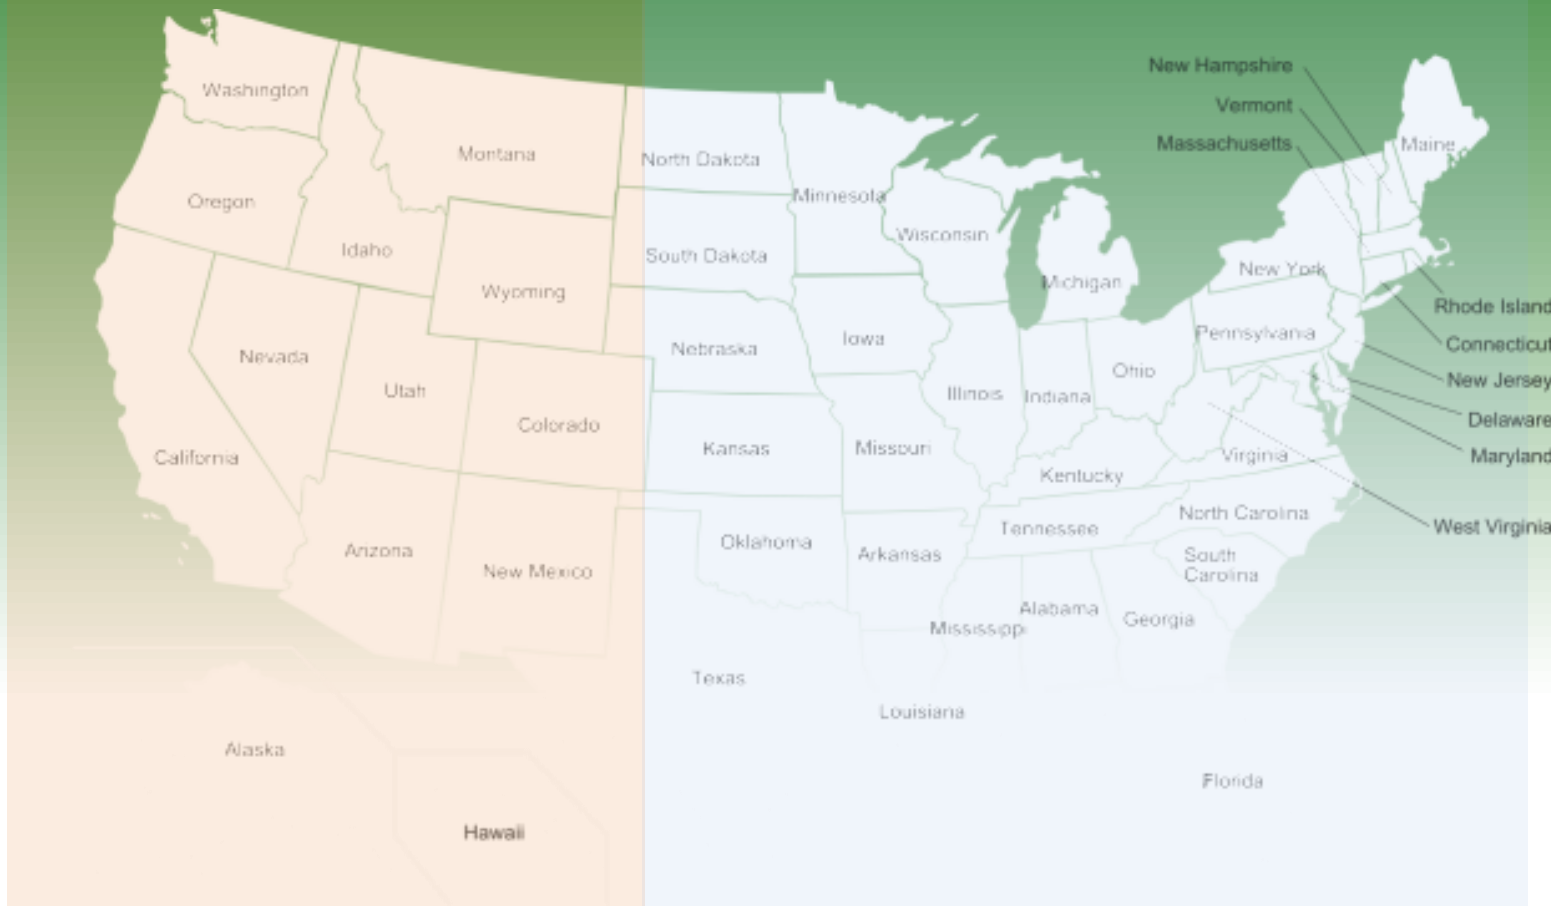 New Hampshire
Washington
Vermont
Massachusetts
Maine
Montana
North Dakota
Minnesota
Oregon
Wisconsin
Idaho
South Dakota
New York
Michigan
Wyoming
Rhode Island
Pennsylvania
Iowa
Connecticut
Nebraska
Nevada
Ohio
New Jersey
Utah
Illinois
Indiana
Delaware
Colorado
Kansas
Missouri
Virginia
Maryland
California
Kentucky
North Carolina
Tennessee
West Virginia
Oklahoma
Arizona
Arkansas
South
Carolina
New Mexico
Alabama
Georgia
Mississippi
Texas
Louisiana
Alaska
Florida
Hawaii